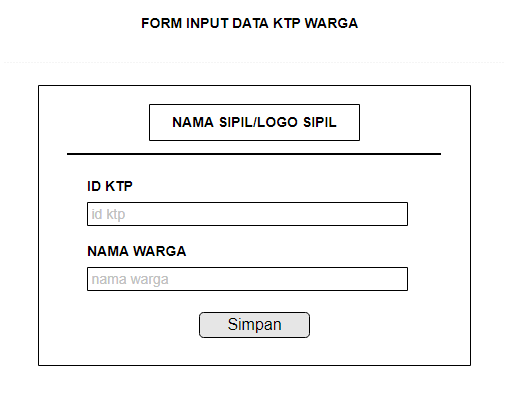 FORM INPUT DATA KTP WARGA
NAMA SIPIL/LOGO SIPIL
ID KTP
id ktp
NAMA WARGA
nama warga
Simpan